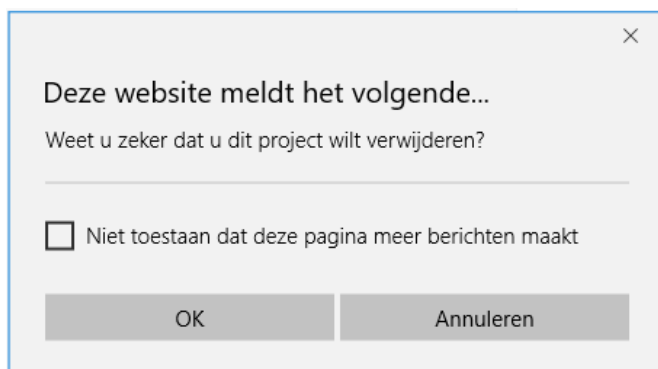 Deze website meldt het volgende...
Weet u zeker dat u dit project wilt verwijderen?
Niet toestaan dat deze pagina meer berichten maakt
OK
Annuleren